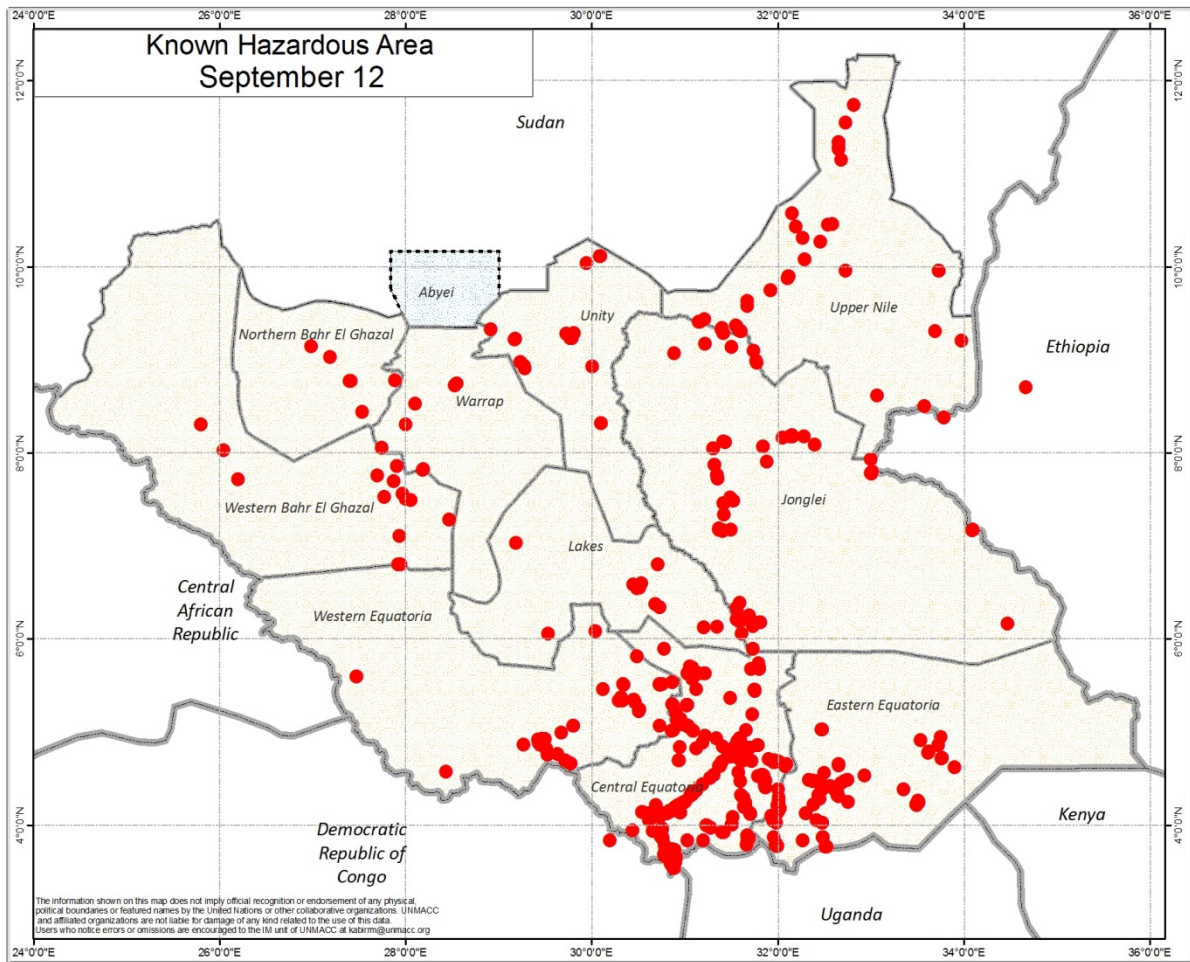 24°0'0"E
26°0'0"E
28°0'0"E
30°0'0"E
32°0'0"E
34°0'0"E
36°0'0"E
Known Hazardous Area
September 12
12°0'0"N
12°0'0"N
Sudan
10°0'0"N
10°0'0"N
Abyei
Unity
Upper Nile
Northern Bahr El Ghazal
Ethiopia
Warrap
8°0'0"N
8°0'0"N
Western Bahr El Ghazal
Jonglei
Lakes
Central
African
Republic
Western Equatoria
6°0'0"N
6°0'0"N
Eastern Equatoria
Central Equatoria
Kenya
4°0'0"N
4°0'0"N
Democratic
Republic of
Congo
Uganda
The information shown on this map does not imply official recognition or endorsement of any physical,
political boundaries or featured names by the United Nations or other collaborative organizations. UNMACC
and affiliated organizations are not liable for damage of any kind related to the use of this data.
Users who notice errors or omissions are encouraged to the IM unit of UNMACC at kabirm@unmacc.org
24°0'0"E
26°0'0"E
28°0'0"E
30°0'0"E
32°0'0"E
34°0'0"E
36°0'0"E